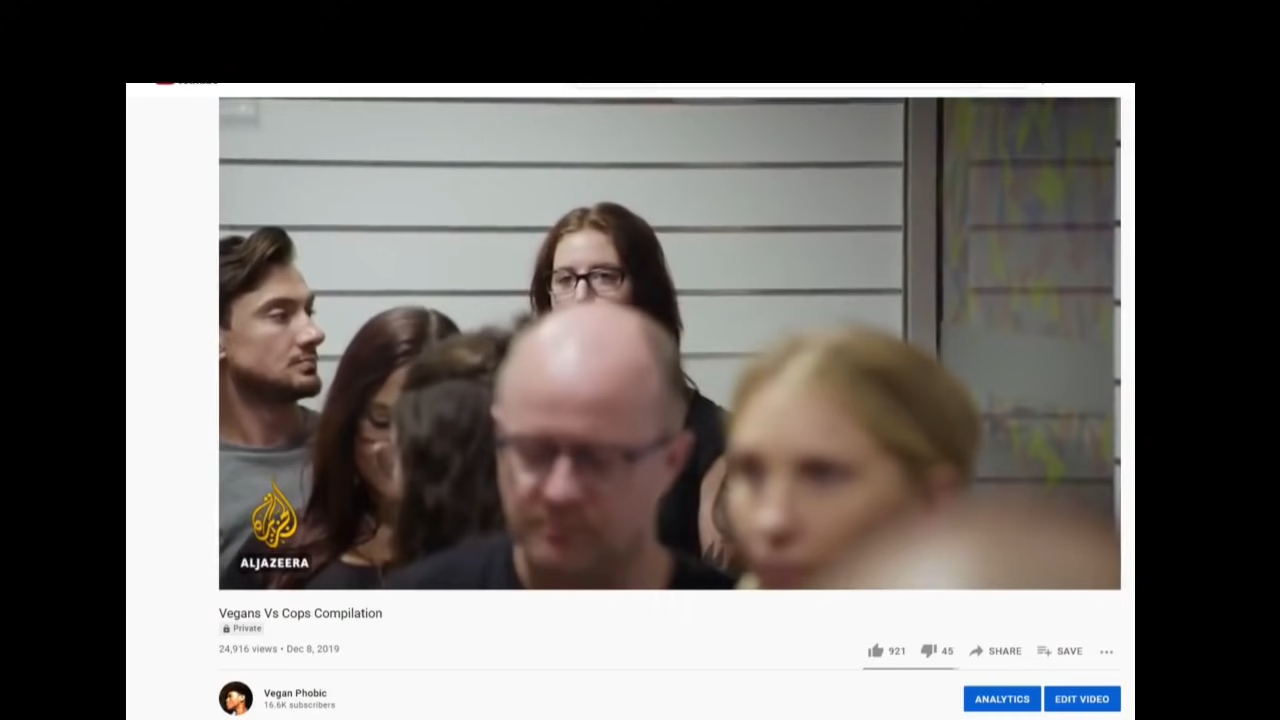 ALJAZEERA
Vegans Vs Cops Compilation
Private
24,916 views • Dec 8, 2019
921 45 SHARE SAVE
Vegan Phobic
16.6K subscribers
ANALYTICS EDIT VIDEO